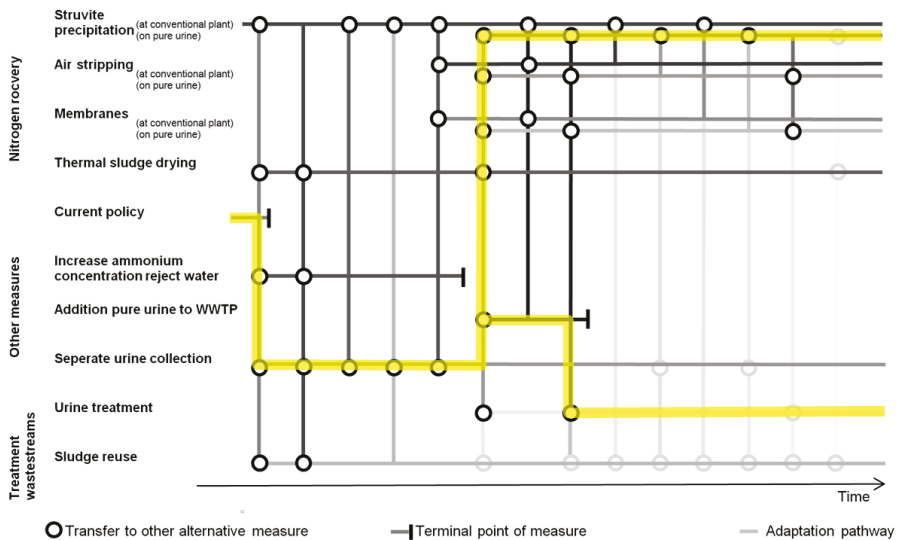 Struvite
precipitation (at conventional plant)
(on pure urine)
Air stripping (at conventional plant)
(on pure urine)
Membranes (at conventional plant)
(on pure urine)
Thermal sludge drying
Current policy
Increase ammonium
concentration reject water
Addition pure urine to WWTP
Seperate urine collection
Urine treatment
Sludge reuse
Nitrogen rocvery
Other measures
Treatment
wastestreams
Time
Transfer to other alternative measure
Terminal point of measure
Adaptation pathway